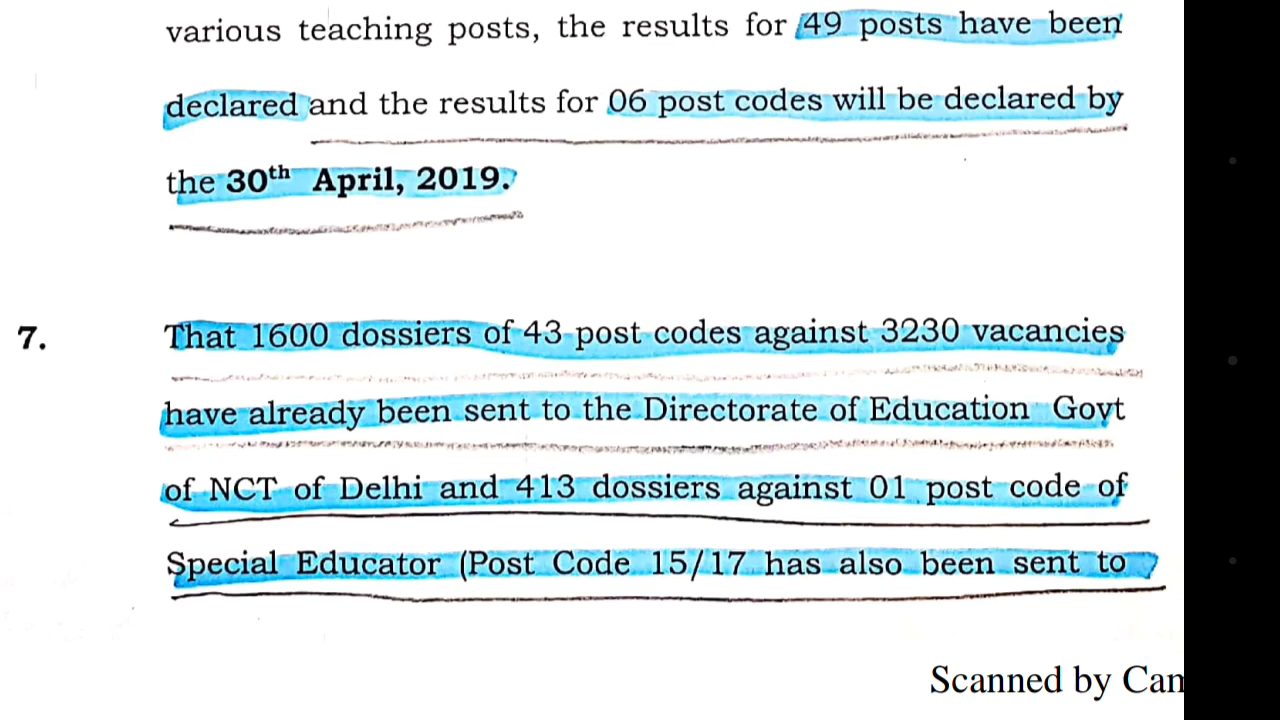 various teaching posts, the results for 49 posts have been
declared and the results for 06 post codes will be declared by
the 30th April, 2019.
7. That 1600 dossiers of 43 post codes against 3230 vacancies
have already been sent to the Directorate of Education Govt
of NCT of Delhi and 413 dossiers against 01 post code of
Special Educator (Post Code 15/17 has also been sent to
Scanned by Cam